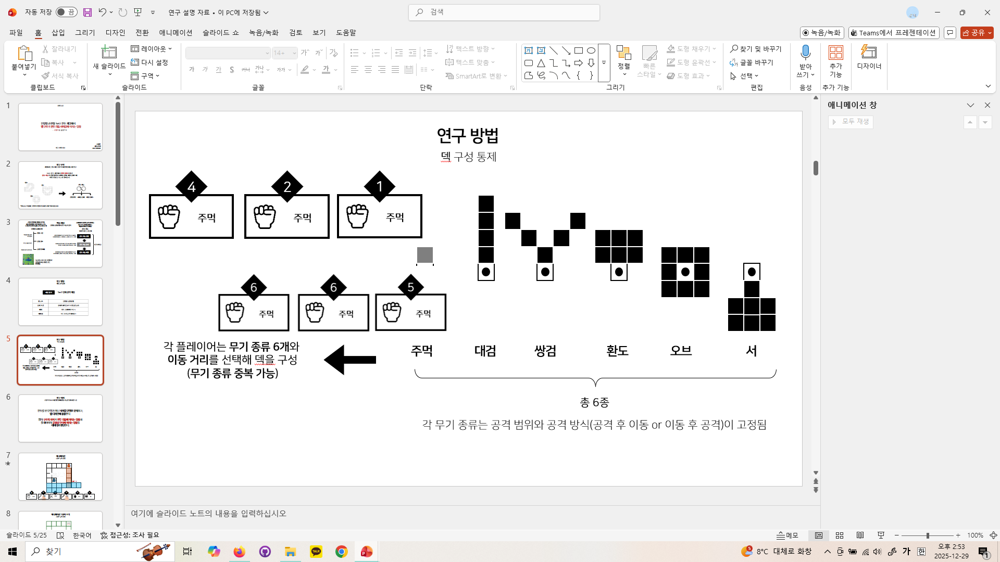 자동 저장 끔 연구 설명 자료 • 이 PC에 저장됨 검색
파일 홈 삽입 그리기 디자인 전환 애니메이션 슬라이드 쇼 녹음/녹화 검토 보기 도움말 녹음/녹화 Teams에서 프레젠테이션 공유
붙여넣기 잘라내기 복사 서식 복사
클립보드
새 슬라이드 레이아웃 다시 설정 구역
슬라이드
14+
가 가 가 S
글꼴
텍스트 방향
텍스트 맞춤
SmartArt로 변환
단락
정렬
빠른 스타일
도형 채우기
도형 윤곽선
도형 효과
그리기
찾기 및 바꾸기
글꼴 바꾸기
선택
편집
받아쓰기
음성
추가 기능
추가 기능
디자이너
1
2
3
4
5
6
7
8
연구 방법
덱 구성 통제
4 2 1
주먹 주먹 주먹
6 6 5
주먹 주먹 주먹
각 플레이어는 무기 종류 6개와
이동 거리를 선택해 덱을 구성
(무기 종류 중복 가능)
주먹 대검 쌍검 환도 오브 서
총 6종
각 무기 종류는 공격 범위와 공격 방식(공격 후 이동 or 이동 후 공격)이 고정됨
애니메이션 창
모두 재생
여기에 슬라이드 노트의 내용을 입력하십시오
슬라이드 5/25 한국어 접근성: 조사 필요 메모 100%
찾기 TALK 5 8°C 대체로 화창 가 한 오후 2:53
2025-12-29 1